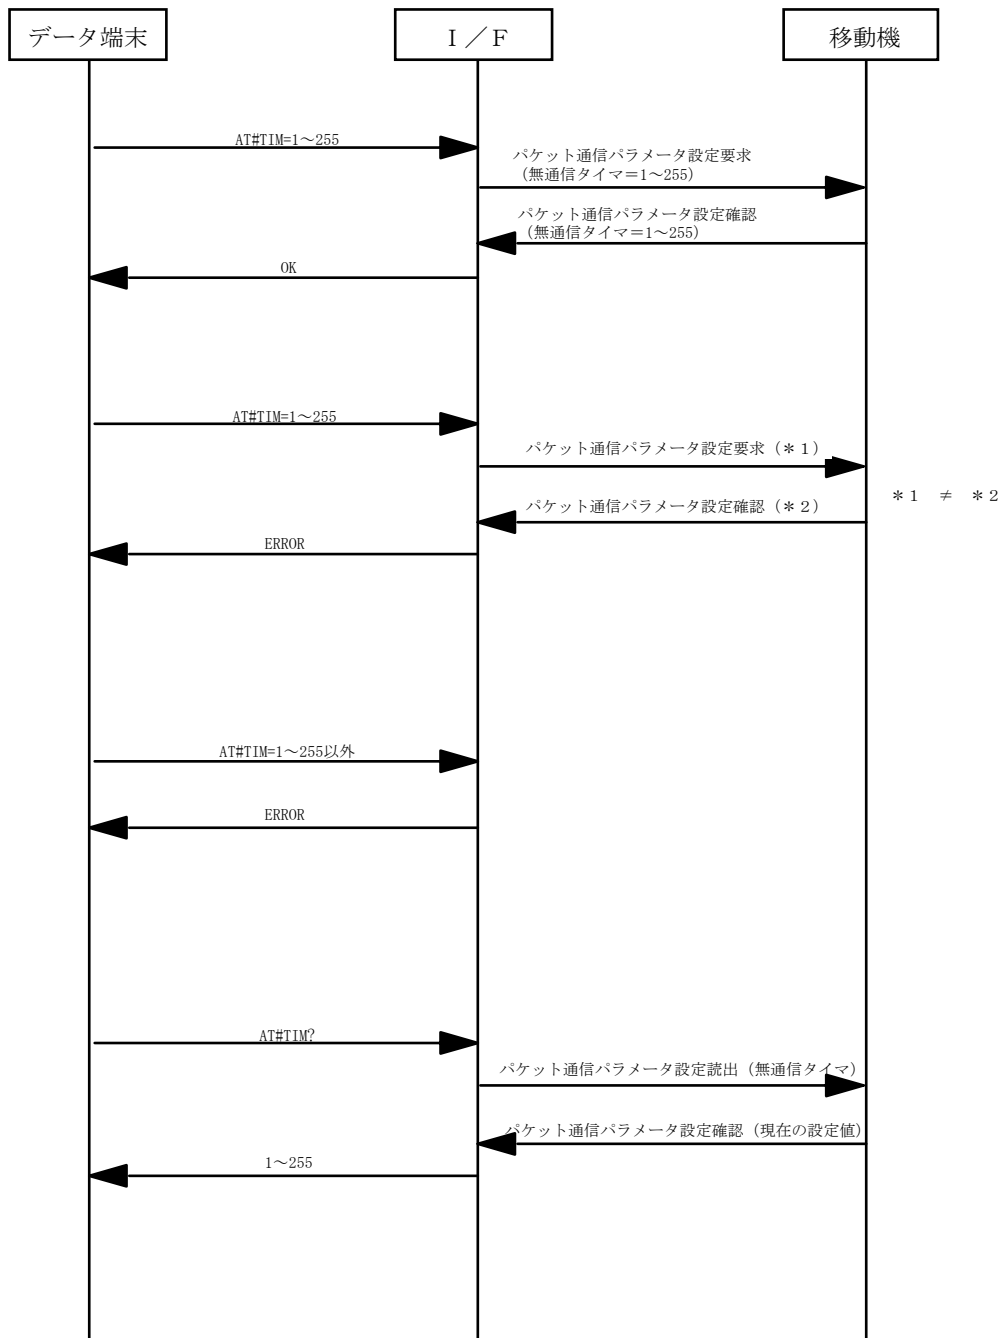 データ端末
Ｉ／Ｆ
移動機
AT#TIM=1～255
パケット通信パラメータ設定要求
（無通信タイマ＝1～255）
パケット通信パラメータ設定確認
（無通信タイマ＝1～255）
OK
AT#TIM=1～255
パケット通信パラメータ設定要求（＊１）
＊１　≠　＊２
パケット通信パラメータ設定確認（＊２）
ERROR
AT#TIM=1～255以外
ERROR
AT#TIM?
パケット通信パラメータ設定読出（無通信タイマ）
パケット通信パラメータ設定確認（現在の設定値）
1～255